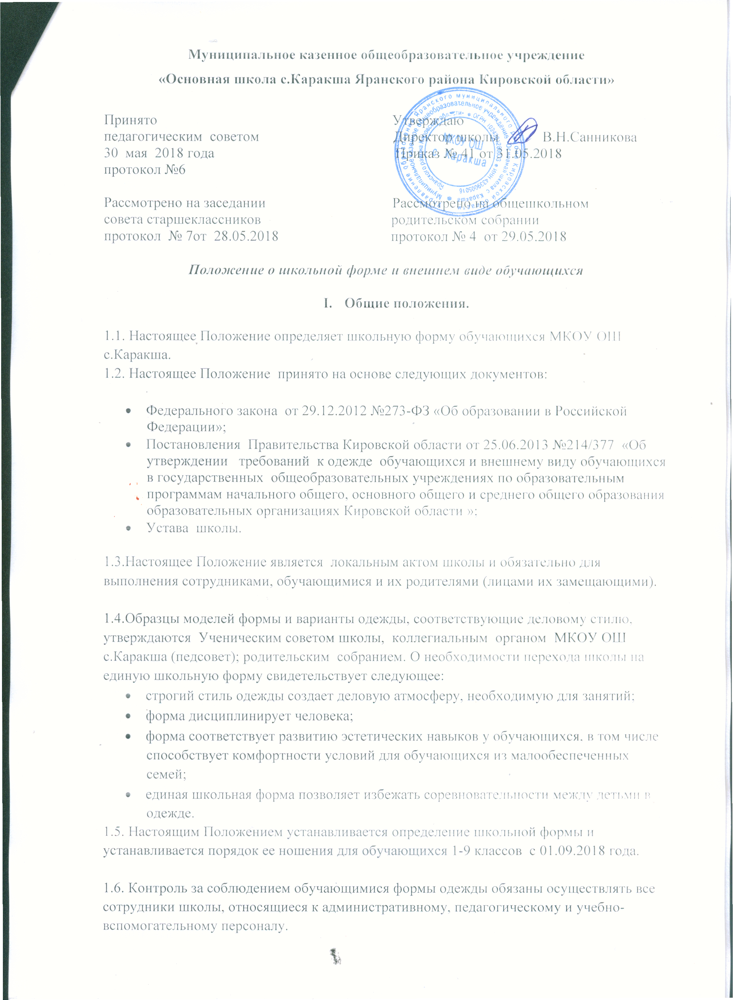 Муниципальное казенное общеобразовательное учреждение
«Основная школа с.Каракша Яранского района Кировской области»
Принято
педагогическим  советом
30  мая  2018 года
протокол №6
Утверждаю
Директор школы В.Н.Санникова
Приказ № 41 от 31.05.2018
МКОУ ОШ
с. Каракша
Рассмотрено на заседании
совета старшеклассников
протокол  № 7от  28.05.2018
Рассмотрено на общешкольном
родительском собрании
протокол № 4  от 29.05.2018
Положение о школьной форме и внешнем виде обучающихся
I. Общие положения.
1.1. Настоящее Положение определяет школьную форму обучающихся МКОУ ОШ
с.Каракша.
1.2. Настоящее Положение  принято на основе следующих документов:
• Федерального закона  от 29.12.2012 №273-ФЗ «Об образовании в Российской
Федерации»;
• Постановления  Правительства Кировской области от 25.06.2013 №214/377  «Об
утверждении   требований  к одежде  обучающихся и внешнему виду обучающихся
в государственных  общеобразовательных учреждениях по образовательным
программам начального общего, основного общего и среднего общего образования
образовательных организациях Кировской области »:
• Устава  школы.
1.3.Настоящее Положение является  локальным актом школы и обязательно для
выполнения сотрудниками, обучающимися и их родителями (лицами их замещающими).
1.4.Образцы моделей формы и варианты одежды, соответствующие деловому стилю,
утверждаются  Ученическим советом школы,  коллегиальным  органом  МКОУ ОШ
с.Каракша (педсовет); родительским  собранием. О необходимости перехода школы на
единую школьную форму свидетельствует следующее:
• строгий стиль одежды создает деловую атмосферу, необходимую для занятий;
• форма дисциплинирует человека;
• форма соответствует развитию эстетических навыков у обучающихся. в том числе
способствует комфортности условий для обучающихся из малообеспеченных
семей;
• единая школьная форма позволяет избежать соревновательности между детьми в
одежде.
1.5. Настоящим Положением устанавливается определение школьной формы и
устанавливается порядок ее ношения для обучающихся 1-9 классов  с 01.09.2018 года.
1.6. Контроль за соблюдением обучающимися формы одежды обязаны осуществлять все
сотрудники школы, относящиеся к административному, педагогическому и учебно-
вспомогательному персоналу.